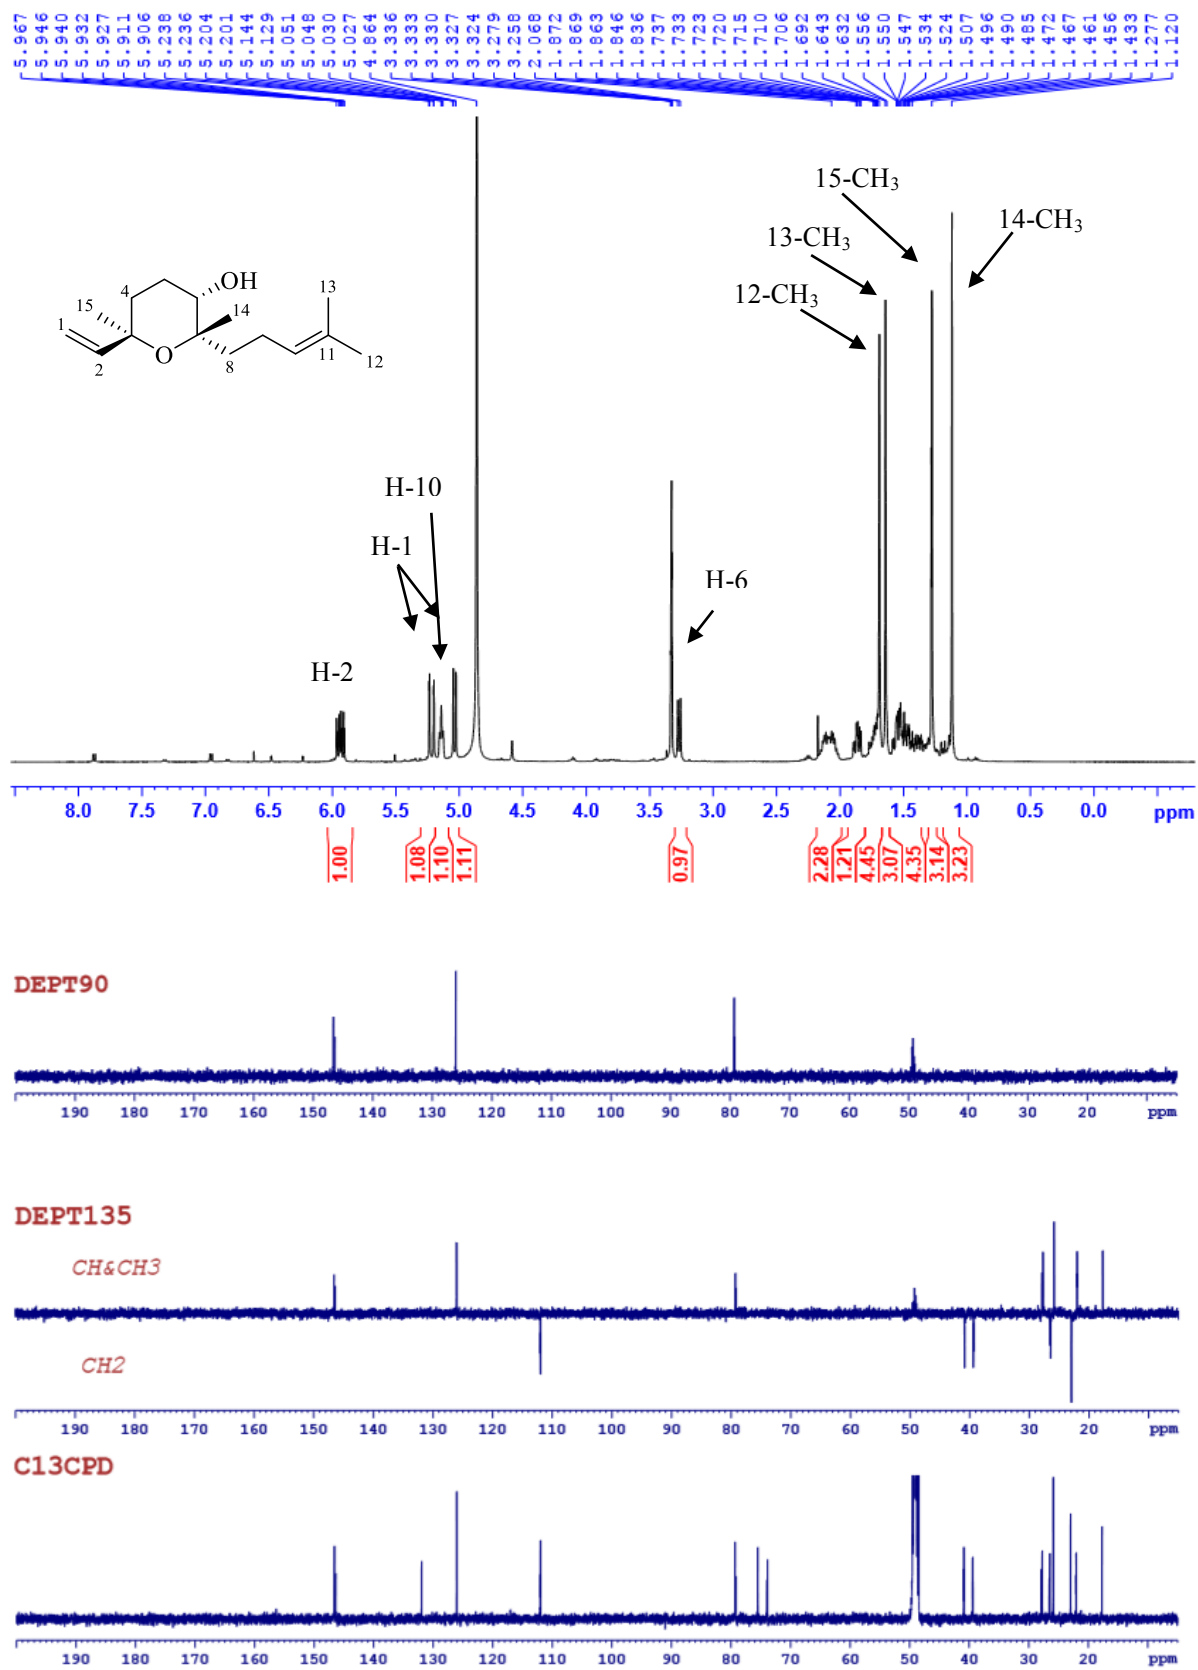 5.967 5.946 5.940 5.932 5.927 5.911 5.906 5.238 5.236 5.204 5.201 5.144 5.129 5.051 5.048 5.030 5.027 4.864 3.336 3.333 3.330 3.327 3.324 3.279 3.258 2.068 1.872 1.869 1.863 1.846 1.836 1.737 1.733 1.723 1.720 1.715 1.710 1.706 1.692 1.643 1.632 1.556 1.550 1.547 1.534 1.524 1.507 1.496 1.490 1.485 1.472 1.467 1.461 1.456 1.433 1.277 1.120
15-CH3
14-CH3
13-CH3
12-CH3
OH
13
4
15
14
1
O
11
12
2
8
H-10
H-1
H-6
H-2
8.0 7.5 7.0 6.5 6.0 5.5 5.0 4.5 4.0 3.5 3.0 2.5 2.0 1.5 1.0 0.5 0.0 ppm
1.00 1.08 1.10 1.11 0.97 2.28 1.21 4.45 3.07 4.35 3.14 3.23
DEPT90
190 180 170 160 150 140 130 120 110 100 90 80 70 60 50 40 30 20 ppm
DEPT135
CH&CH3
CH2
190 180 170 160 150 140 130 120 110 100 90 80 70 60 50 40 30 20 ppm
C13CPD
190 180 170 160 150 140 130 120 110 100 90 80 70 60 50 40 30 20 ppm